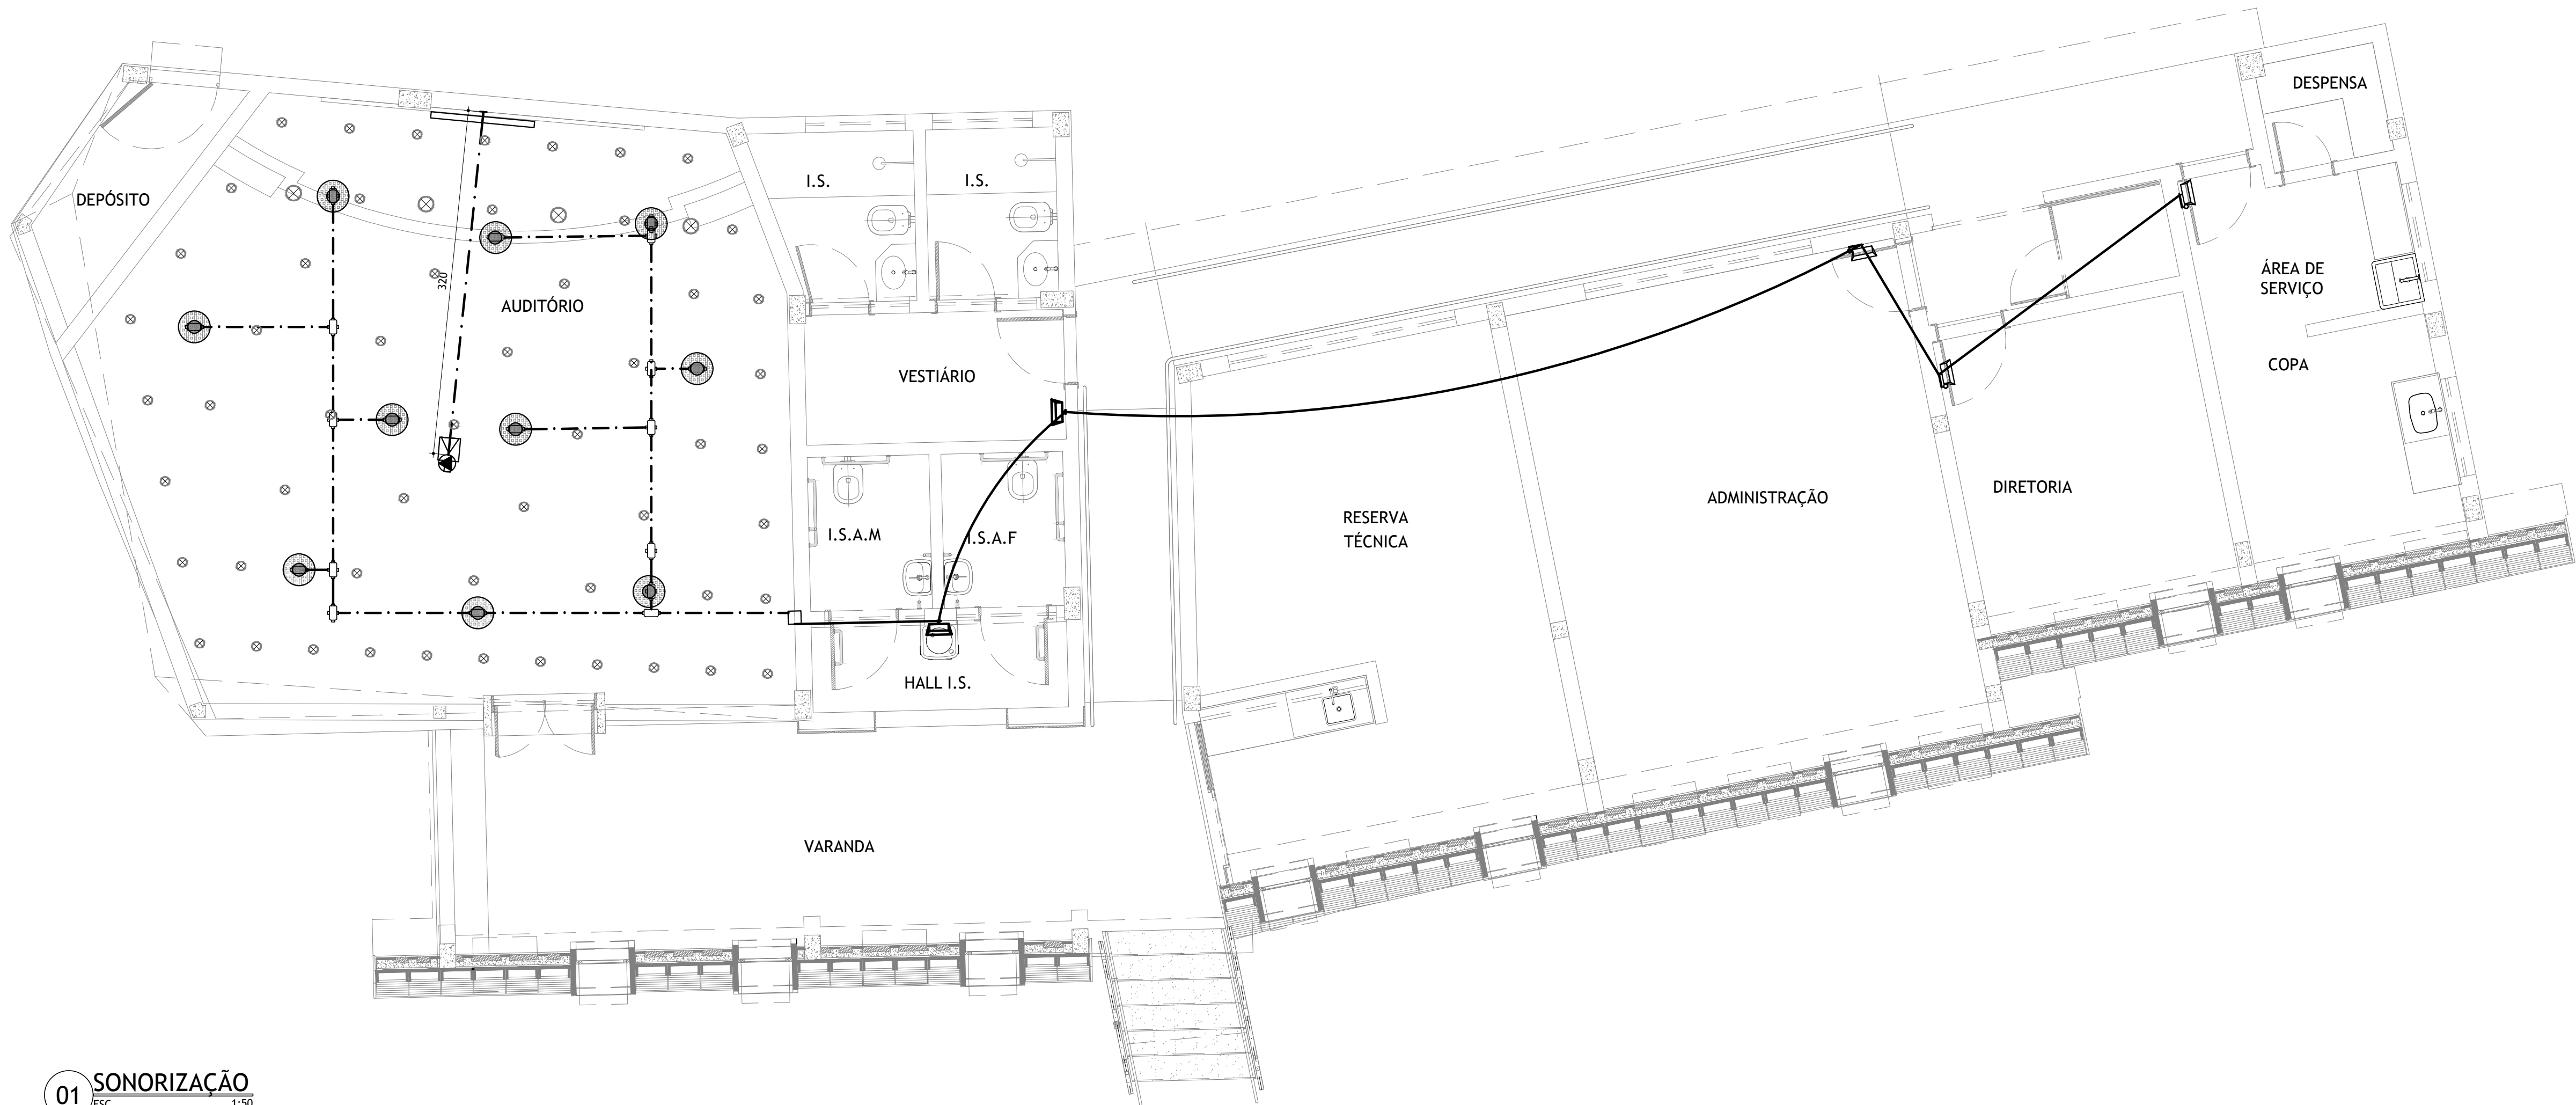 DESPENSA
DEPÓSITO
I.S.
I.S.
ÁREA DE
SERVIÇO
320
AUDITÓRIO
VESTIÁRIO
COPA
DIRETORIA
ADMINISTRAÇÃO
RESERVA
TÉCNICA
I.S.A.M
I.S.A.F
HALL I.S.
VARANDA
01
SONORIZAÇÃO
ESC. 1:50